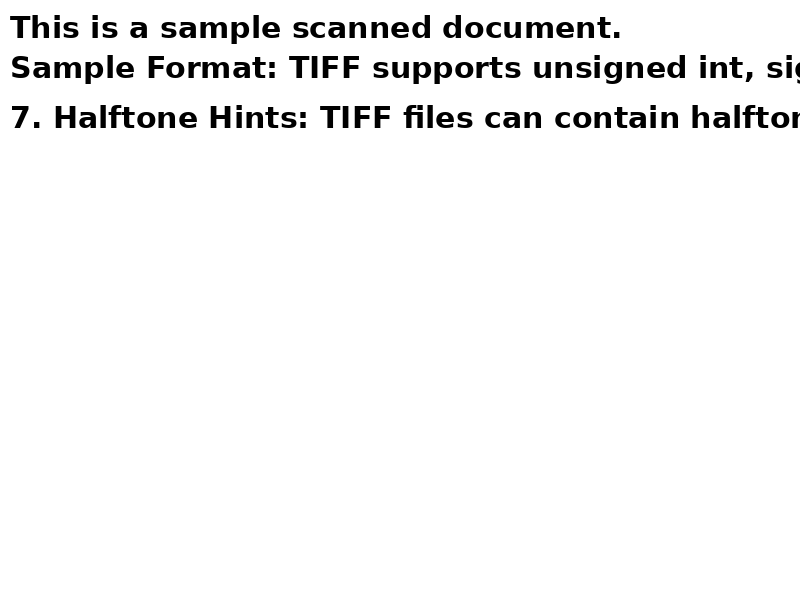 This is a sample scanned document.
Sample Format: TIFF supports unsigned int,
7. Halftone Hints: TIFF files can contain